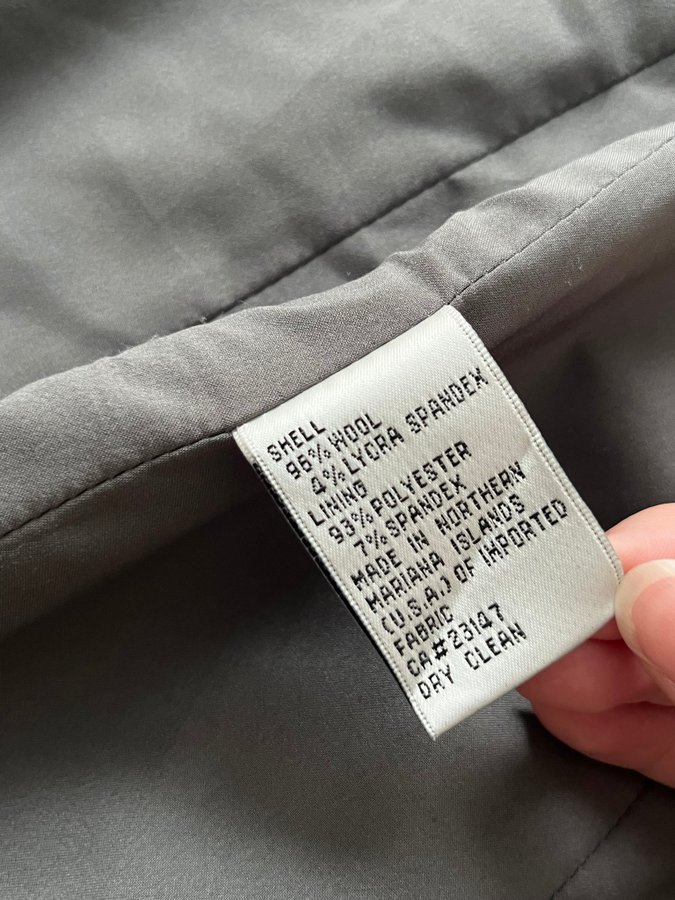 SHELL
96% WOOL
4% LYCRA SPANDEX
LINING
93% POLYESTER
7% SPANDEX
MADE IN NORTHERN
MARIANA ISLANDS
(U.S.A.) OF IMPORTED
FABRIC
CA# 23147
DRY CLEAN